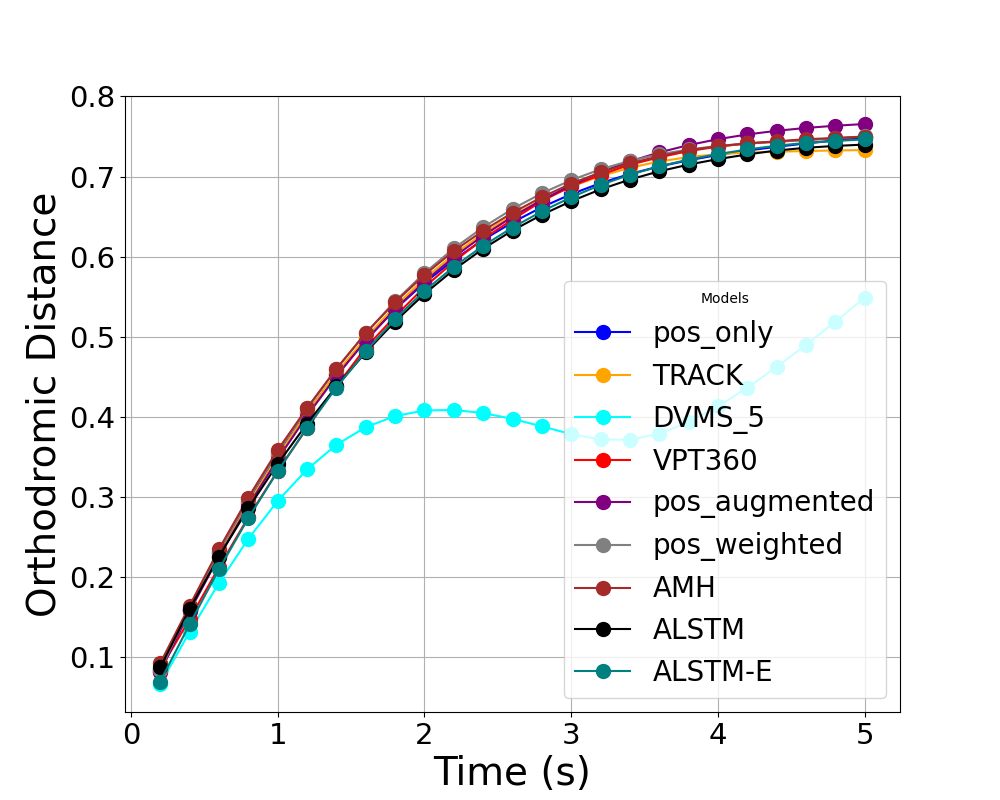 0.8
0.7
0.6
0.5
0.4
0.3
0.2
0.1
Orthodromic Distance
Models
pos_only
TRACK
DVMS_5
VPT360
pos_augmented
pos_weighted
AMH
ALSTM
ALSTM-E
0 1 2 3 4 5
Time (s)